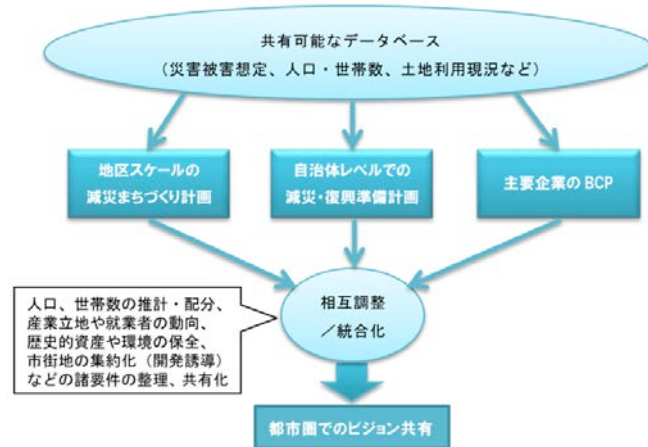 共有可能なデータベース
（災害被害想定、人口・世帯数、土地利用現況など）
地区スケールの
減災まちづくり計画
自治体レベルでの
減災・復興準備計画
主要企業のBCP
人口、世帯数の推計・配分、
産業立地や就業者の動向、
歴史的資産や環境の保全、
市街地の集約化（開発誘導）
などの諸要件の整理、共有化
相互調整
／統合化
都市圏でのビジョン共有